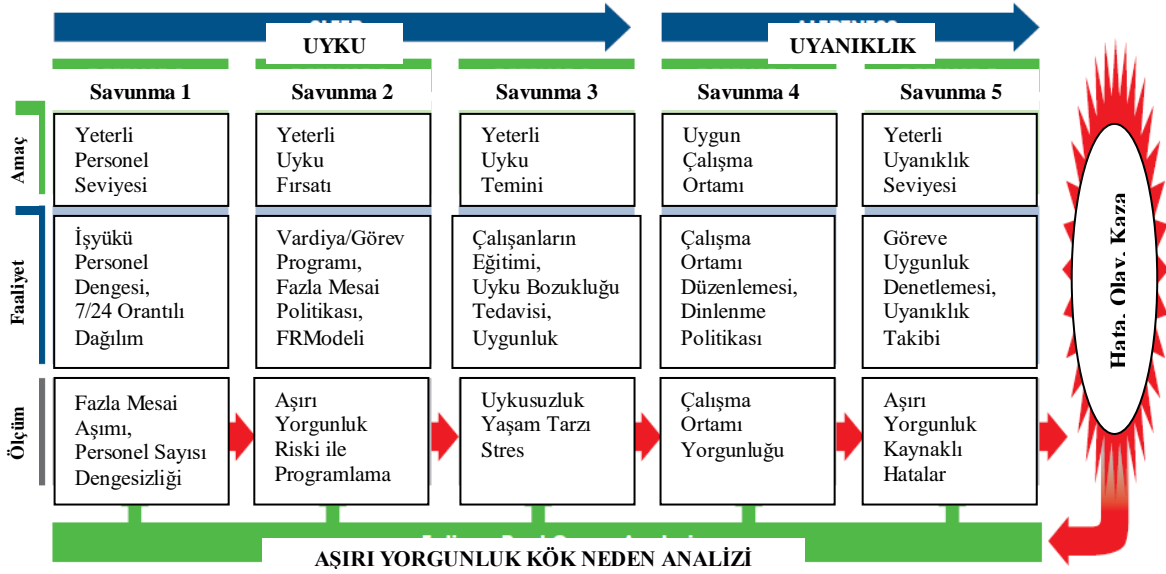 UYKU
UYANIKLIK
Savunma 1
Savunma 2
Savunma 3
Savunma 4
Savunma 5
Amaç
Yeterli
Personel
Seviyesi
Yeterli
Uyku
Fırsatı
Yeterli
Uyku
Temini
Uygun
Çalışma
Ortamı
Yeterli
Uyanıklık
Seviyesi
Faaliyet
İşyükü
Personel
Dengesi,
7/24 Orantılı
Dağılım
Vardiya/Görev
Programı,
Fazla Mesai
Politikası,
FRModeli
Çalışanların
Eğitimi,
Uyku Bozukluğu
Tedavisi,
Uygunluk
Çalışma
Ortamı
Düzenlemesi,
Dinlenme
Politikası
Göreve
Uygunluk
Denetlemesi,
Uyanıklık
Takibi
Ölçüm
Fazla Mesai
Aşımı,
Personel Sayısı
Dengesizliği
Aşırı
Yorgunluk
Riski ile
Programlama
Uykusuzluk
Yaşam Tarzı
Stres
Çalışma
Ortamı
Yorgunluğu
Aşırı
Yorgunluk
Kaynaklı
Hatalar
Hata, Olay, Kaza
AŞIRI YORGUNLUK KÖK NEDEN ANALİZİ